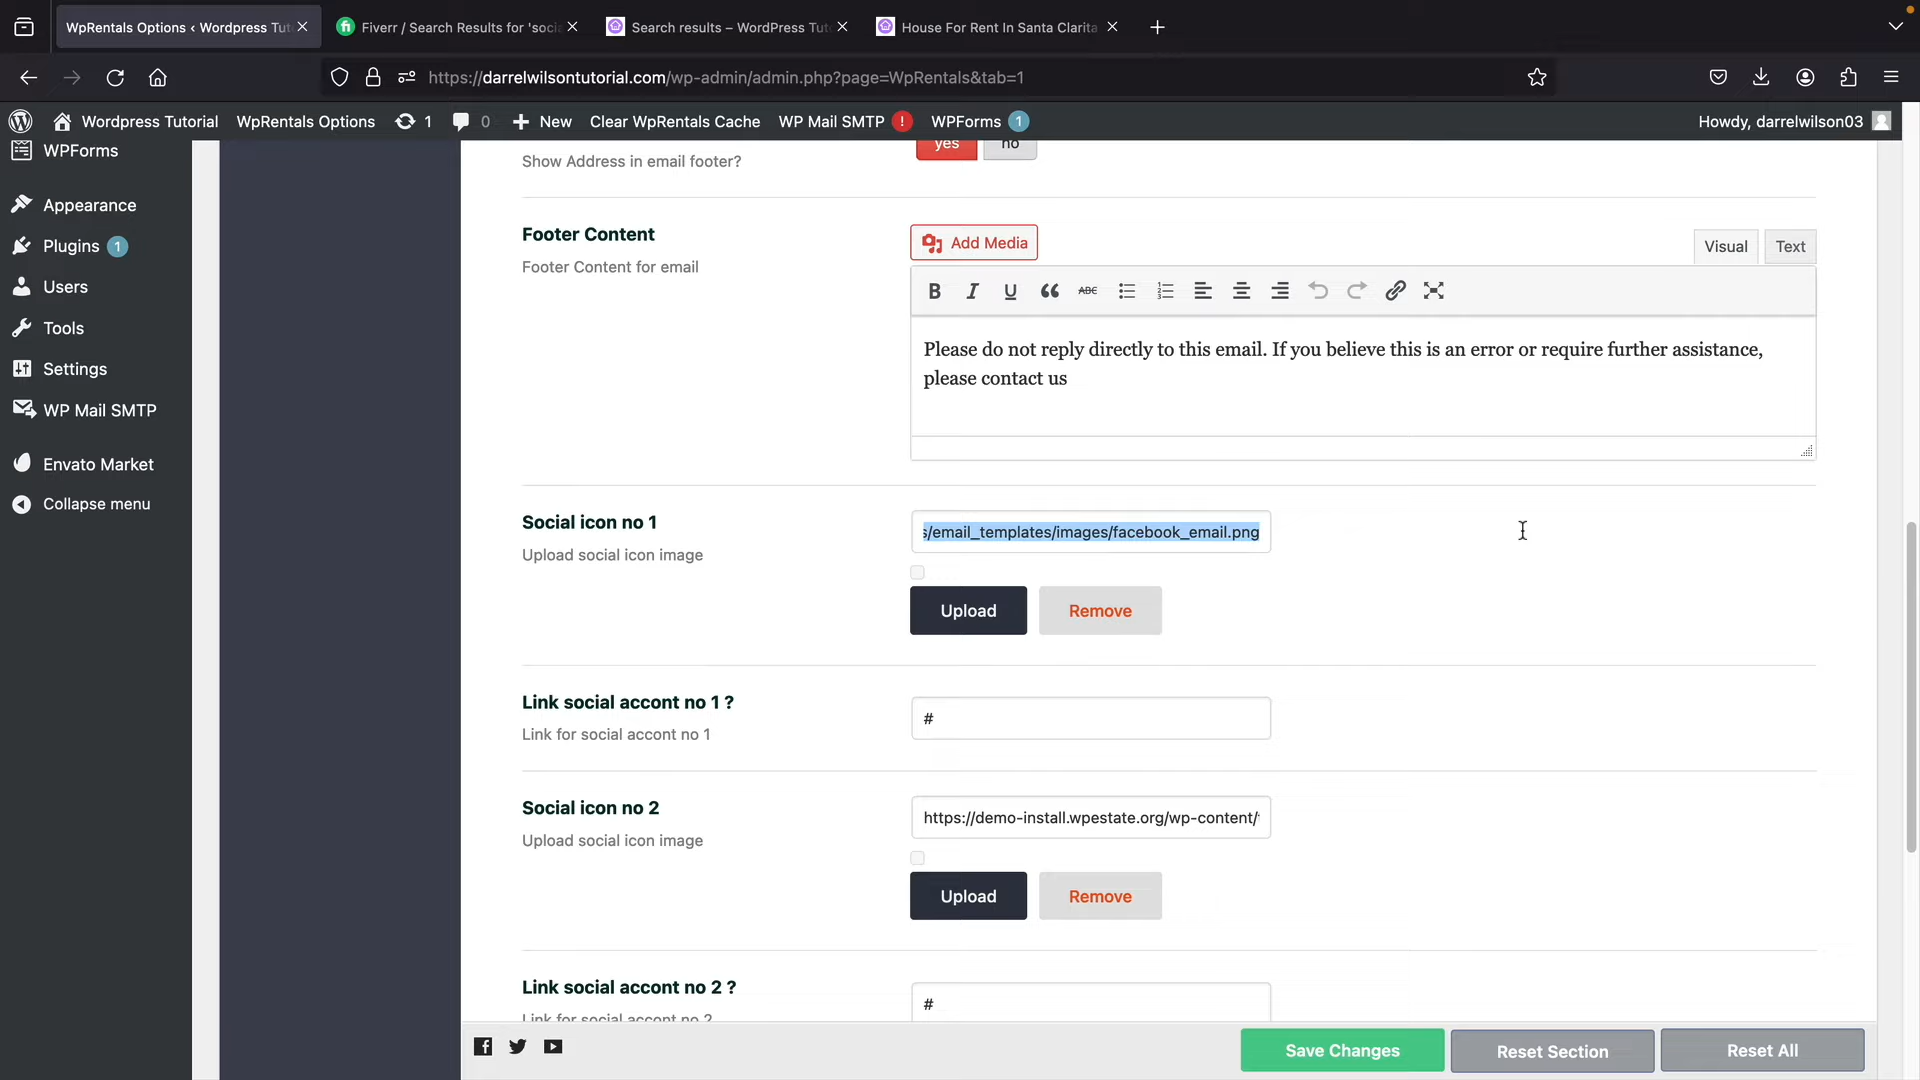 WpRentals Options ‹ Wordpress Tut
Fiverr / Search Results for 'soci
Search results – WordPress Tut
House For Rent In Santa Clarita
https://darrelwilsontutorial.com/wp-admin/admin.php?page=WpRentals&tab=1
Wordpress Tutorial
WpRentals Options
1
0
New
Clear WpRentals Cache
WP Mail SMTP !
WPForms 1
Howdy, darrelwilson03
WPForms
Appearance
Plugins 1
Users
Tools
Settings
WP Mail SMTP
Envato Market
Collapse menu
yes
no
Show Address in email footer?
Footer Content
Footer Content for email
Add Media
Visual
Text
B I U ABC
Please do not reply directly to this email. If you believe this is an error or require further assistance,
please contact us
Social icon no 1
Upload social icon image
s/email_templates/images/facebook_email.png
Upload
Remove
Link social accont no 1 ?
Link for social accont no 1
#
Social icon no 2
Upload social icon image
https://demo-install.wpestate.org/wp-content/
Upload
Remove
Link social accont no 2 ?
Link for social accont no 2
#
Save Changes
Reset Section
Reset All